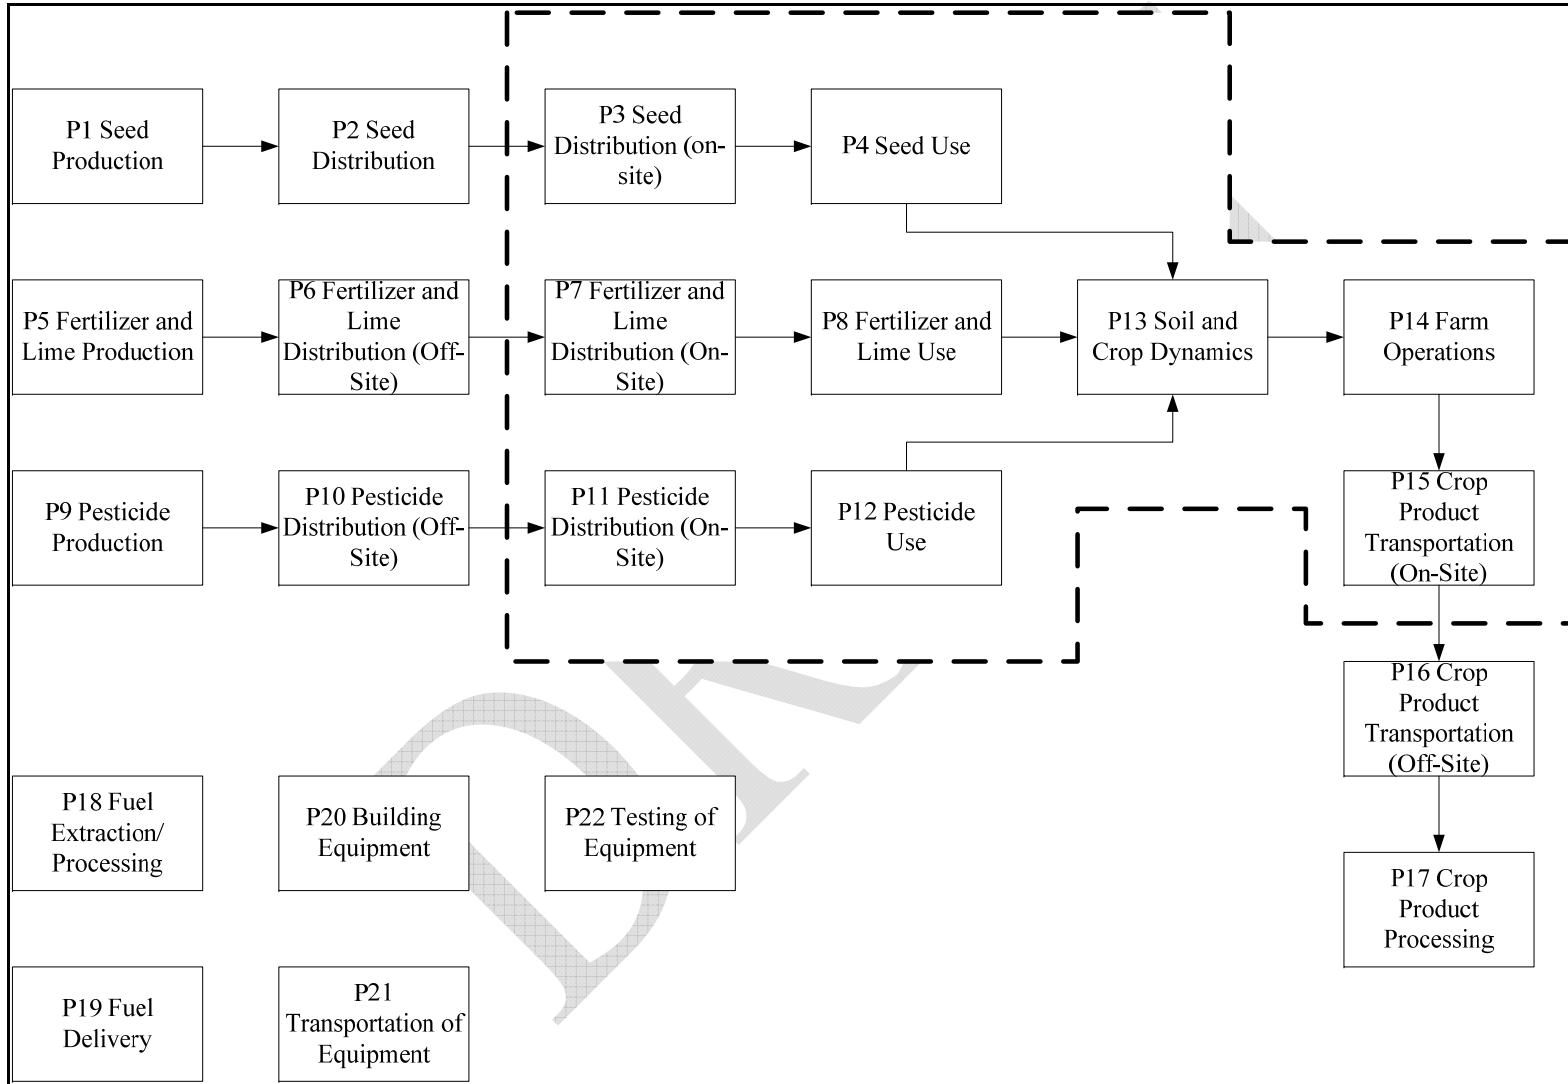 P1 Seed
Production
P2 Seed
Distribution
P3 Seed
Distribution (on-
site)
P4 Seed Use
P5 Fertilizer and
Lime Production
P6 Fertilizer and
Lime
Distribution (Off-
Site)
P7 Fertilizer and
Lime
Distribution (On-
Site)
P8 Fertilizer and
Lime Use
P13 Soil and
Crop Dynamics
P14 Farm
Operations
P9 Pesticide
Production
P10 Pesticide
Distribution (Off-
Site)
P11 Pesticide
Distribution (On-
Site)
P12 Pesticide
Use
P15 Crop
Product
Transportation
(On-Site)
P16 Crop
Product
Transportation
(Off-Site)
P18 Fuel
Extraction/
Processing
P20 Building
Equipment
P22 Testing of
Equipment
P17 Crop
Product
Processing
P19 Fuel
Delivery
P21
Transportation of
Equipment